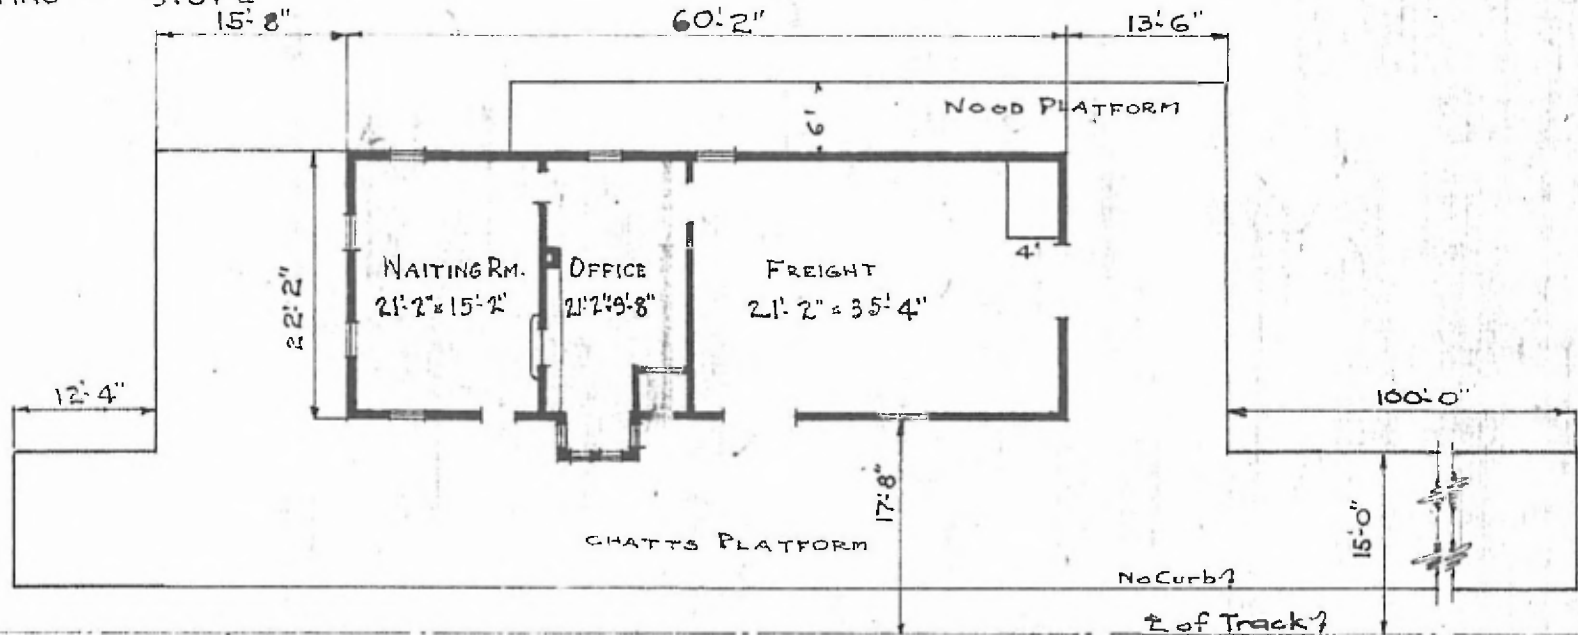 15'-8"
60'-2"
13'-6"
WOOD PLATFORM
6'
22'-2"
WAITING RM.
21'-2" x 15'-2"
OFFICE
21'-2" x 9'-8"
FREIGHT
21'-2" x 35'-4"
4'
12'-4"
100'-0"
17'-8"
15'-0"
CHATTS PLATFORM
No Curb
℄ of Track